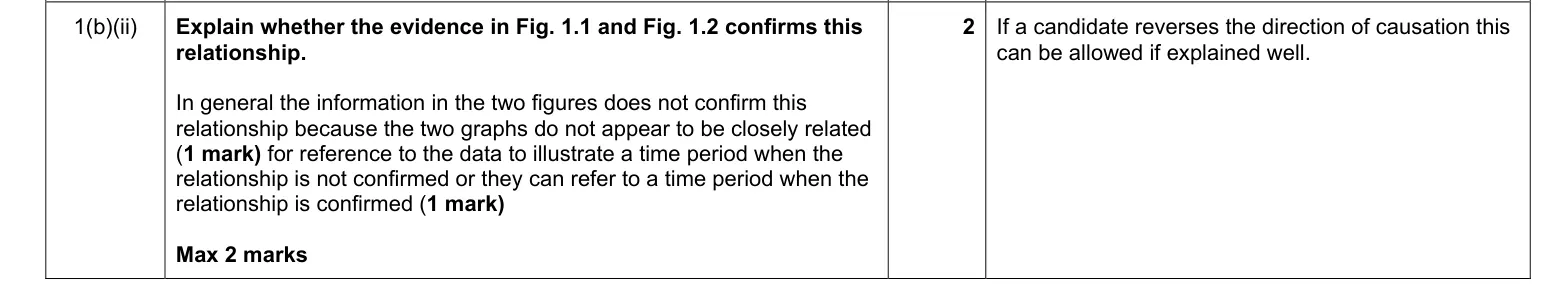 1(b)(ii)
Explain whether the evidence in Fig. 1.1 and Fig. 1.2 confirms this
relationship.
In general the information in the two figures does not confirm this
relationship because the two graphs do not appear to be closely related
(1 mark) for reference to the data to illustrate a time period when the
relationship is not confirmed or they can refer to a time period when the
relationship is confirmed (1 mark)
Max 2 marks
2
If a candidate reverses the direction of causation this
can be allowed if explained well.